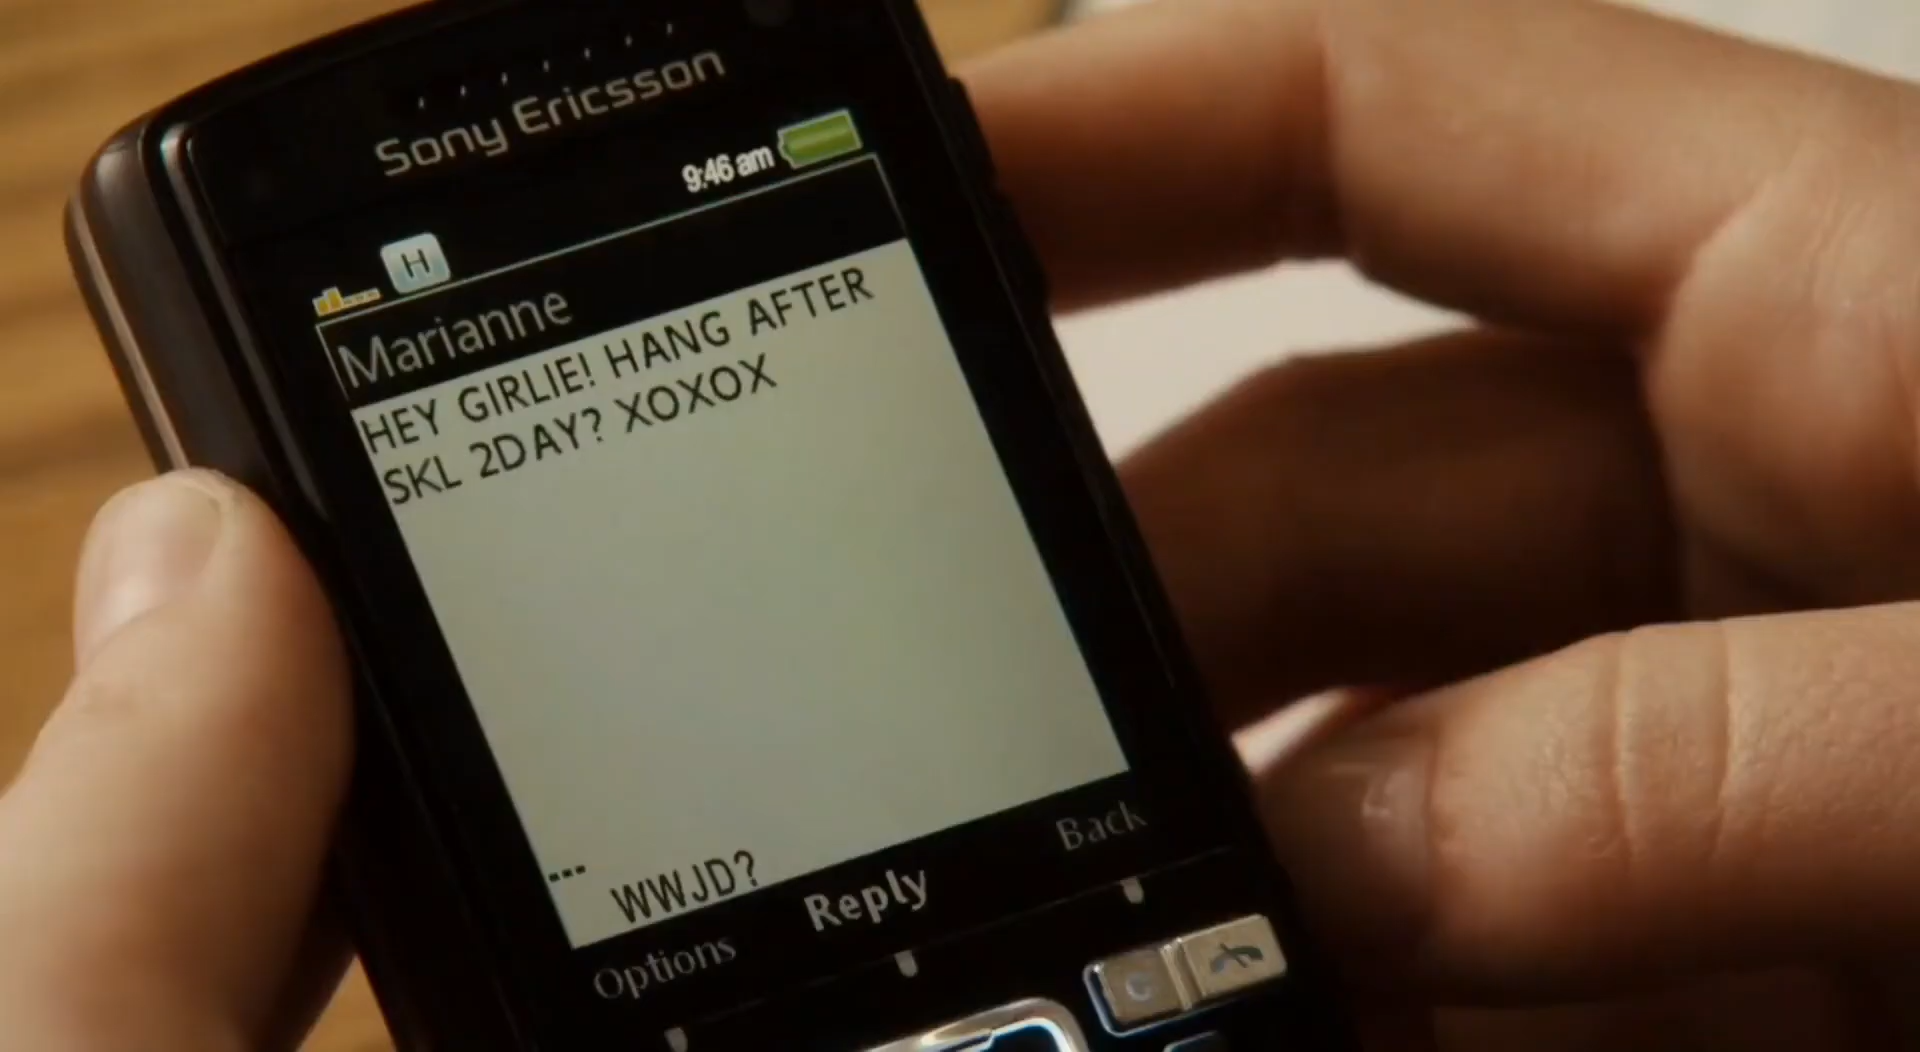 Sony Ericsson
9:46 am
H
Marianne
HEY GIRLIE! HANG AFTER
SKL 2DAY? XOXOX
---
WWJD?
Options
Reply
Back
C